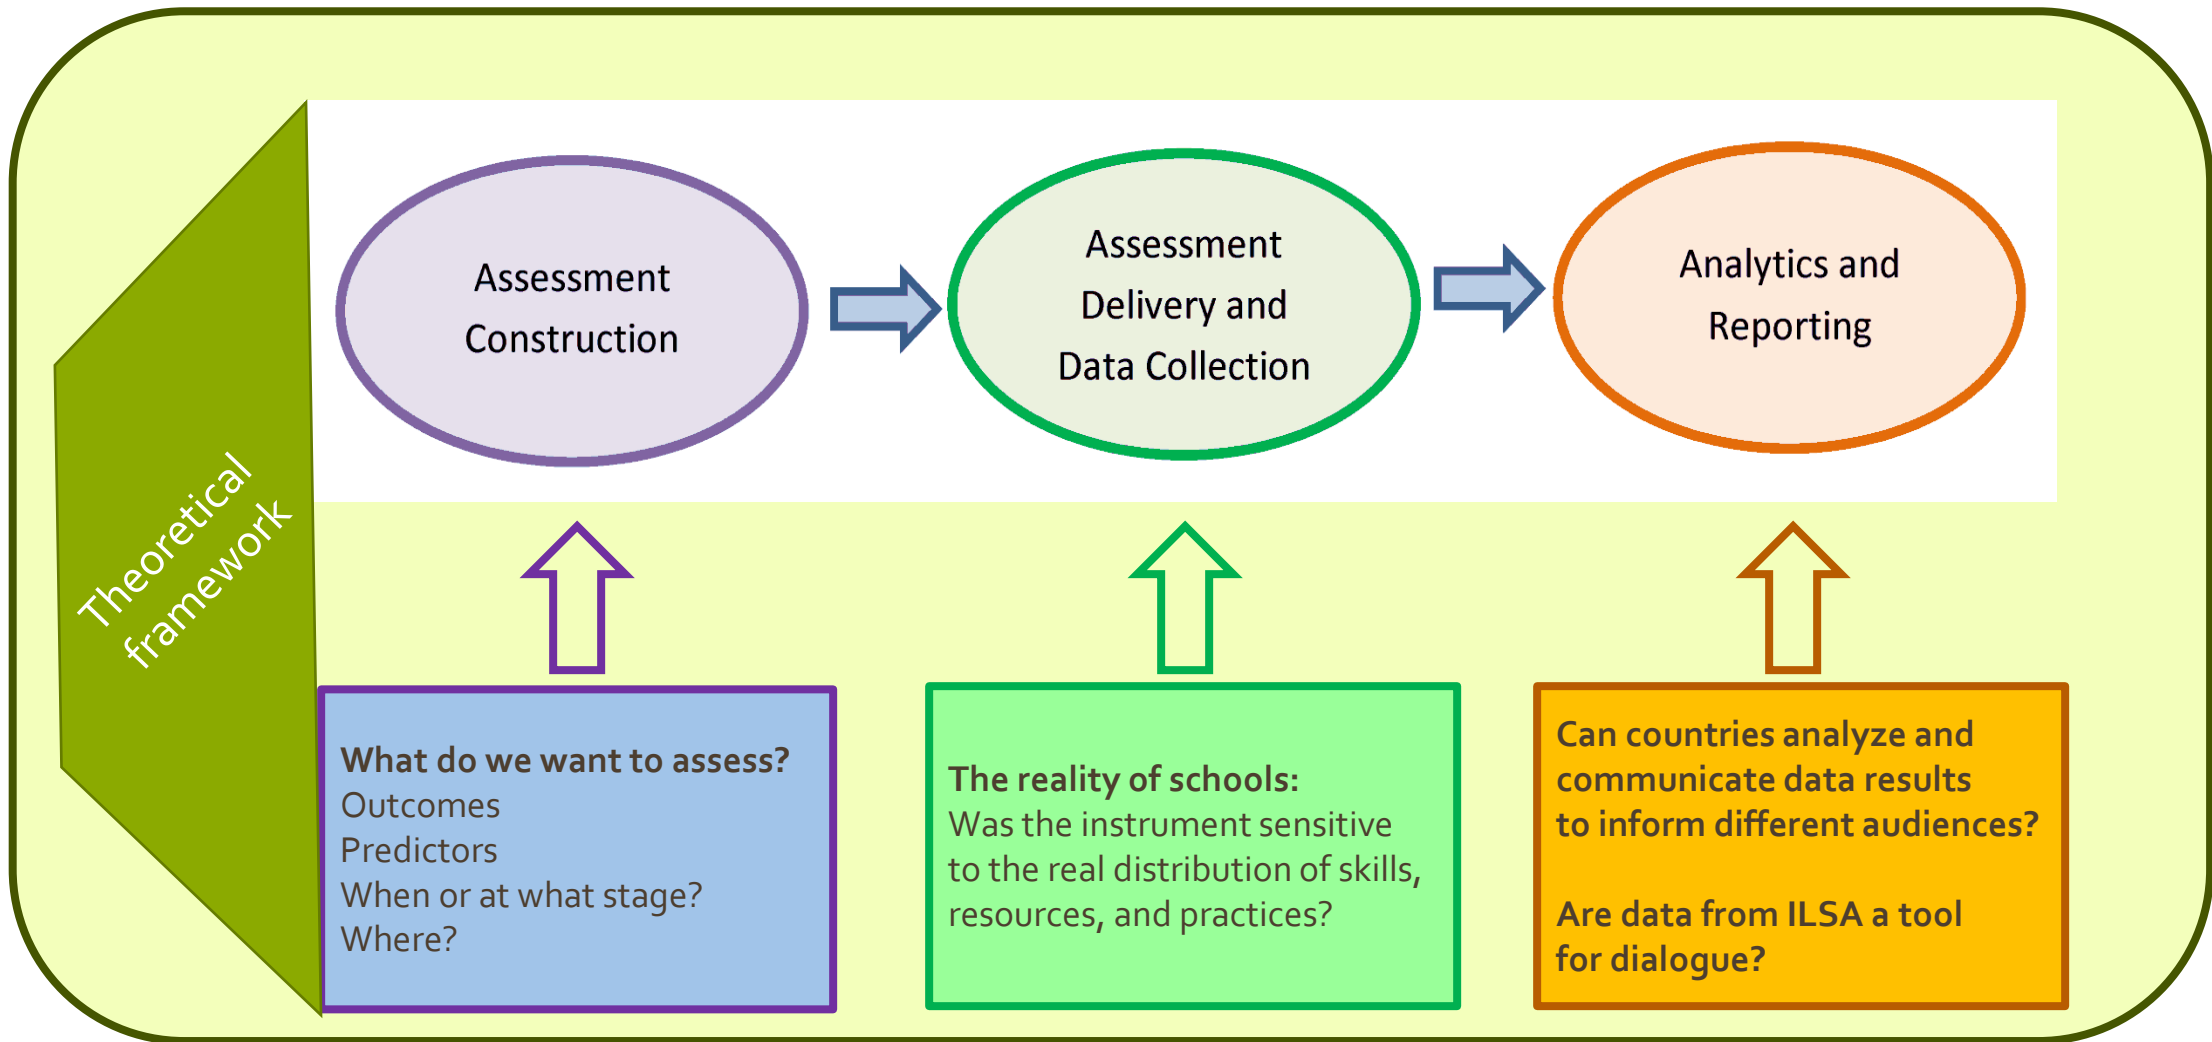 Theoretical
framework
Assessment
Construction
Assessment
Delivery and
Data Collection
Analytics and
Reporting
What do we want to assess?
Outcomes
Predictors
When or at what stage?
Where?
The reality of schools:
Was the instrument sensitive
to the real distribution of skills,
resources, and practices?
Can countries analyze and
communicate data results
to inform different audiences?
Are data from ILSA a tool
for dialogue?